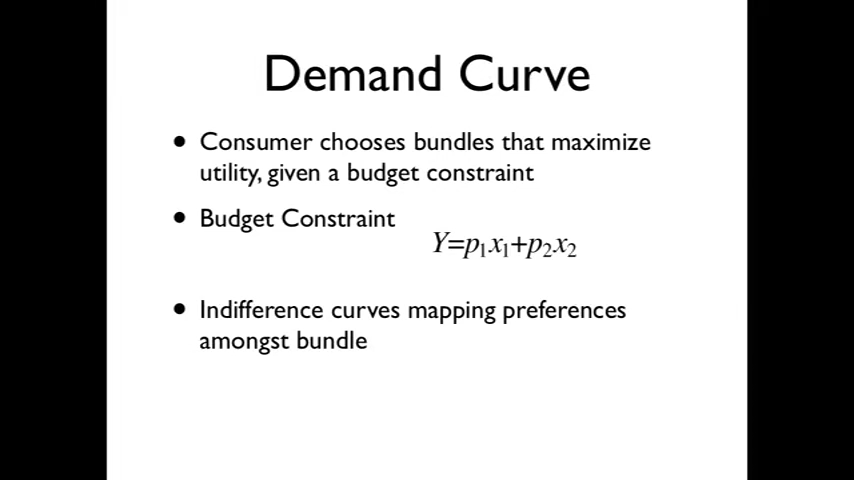 Demand Curve
• Consumer chooses bundles that maximize
utility, given a budget constraint
• Budget Constraint
Y=p₁x₁+p₂x₂
• Indifference curves mapping preferences
amongst bundle